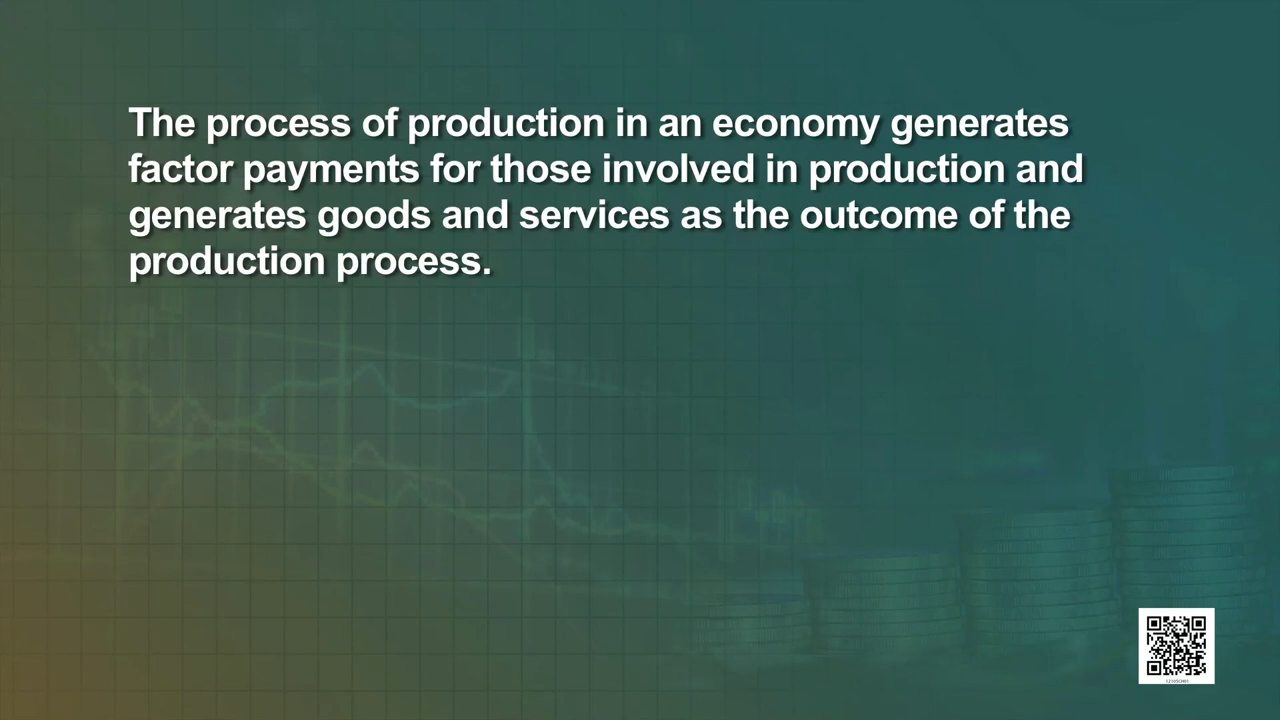 The process of production in an economy generates
factor payments for those involved in production and
generates goods and services as the outcome of the
production process.